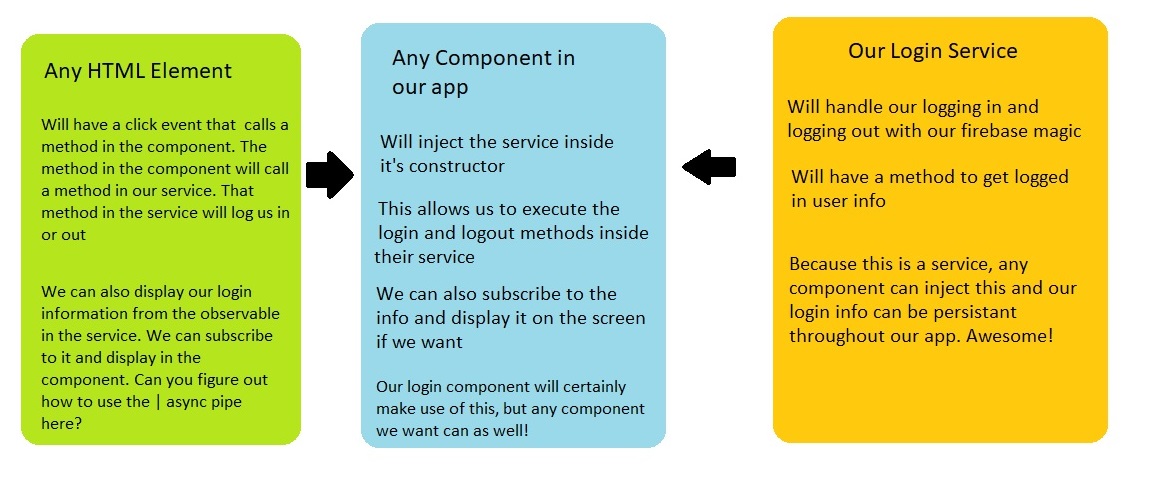 Any HTML Element
Will have a click event that calls a
method in the component. The
method in the component will call
a method in our service. That
method in the service will log us in
or out
We can also display our login
information from the observable
in the service. We can subscribe
to it and display in the
component. Can you figure out
how to use the | async pipe
here?
Any Component in
our app
Will inject the service inside
it's constructor
This allows us to execute the
login and logout methods inside
their service
We can also subscribe to the
info and display it on the screen
if we want
Our login component will certainly
make use of this, but any component
we want can as well!
Our Login Service
Will handle our logging in and
logging out with our firebase magic
Will have a method to get logged
in user info
Because this is a service, any
component can inject this and our
login info can be persistant
throughout our app. Awesome!